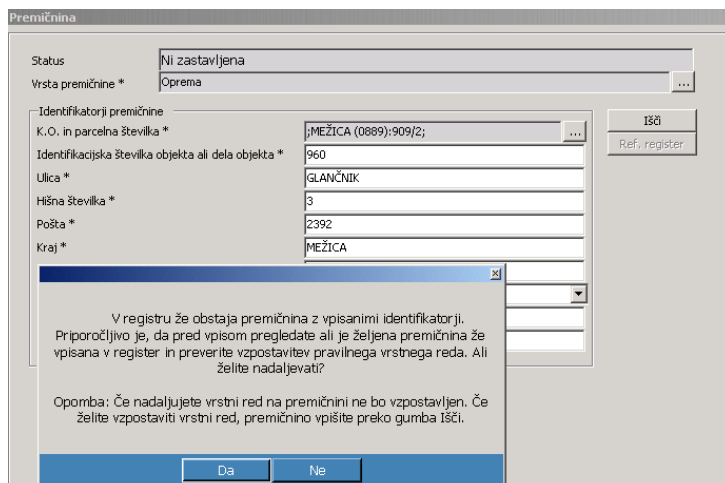 Premičnina
Status
Ni zastavljena
Vrsta premičnine *
Oprema
...
Identifikatorji premičnine
K.O. in parcelna številka *
;MEŽICA (0889):909/2;
...
Išči
Identifikacijska številka objekta ali dela objekta *
960
Ref. register
Ulica *
GLANČNIK
Hišna številka *
3
Pošta *
2392
Kraj *
MEŽICA
V registru že obstaja premičnina z vpisanimi identifikatorji.
Priporočljivo je, da pred vpisom pregledate ali je željena premičnina že
vpisana v register in preverite vzpostavitev pravilnega vrstnega reda. Ali
želite nadaljevati?
Opomba: Če nadaljujete vrstni red na premičnini ne bo vzpostavljen. Če
želite vzpostaviti vrstni red, premičnino vpišite preko gumba Išči.
Da
Ne